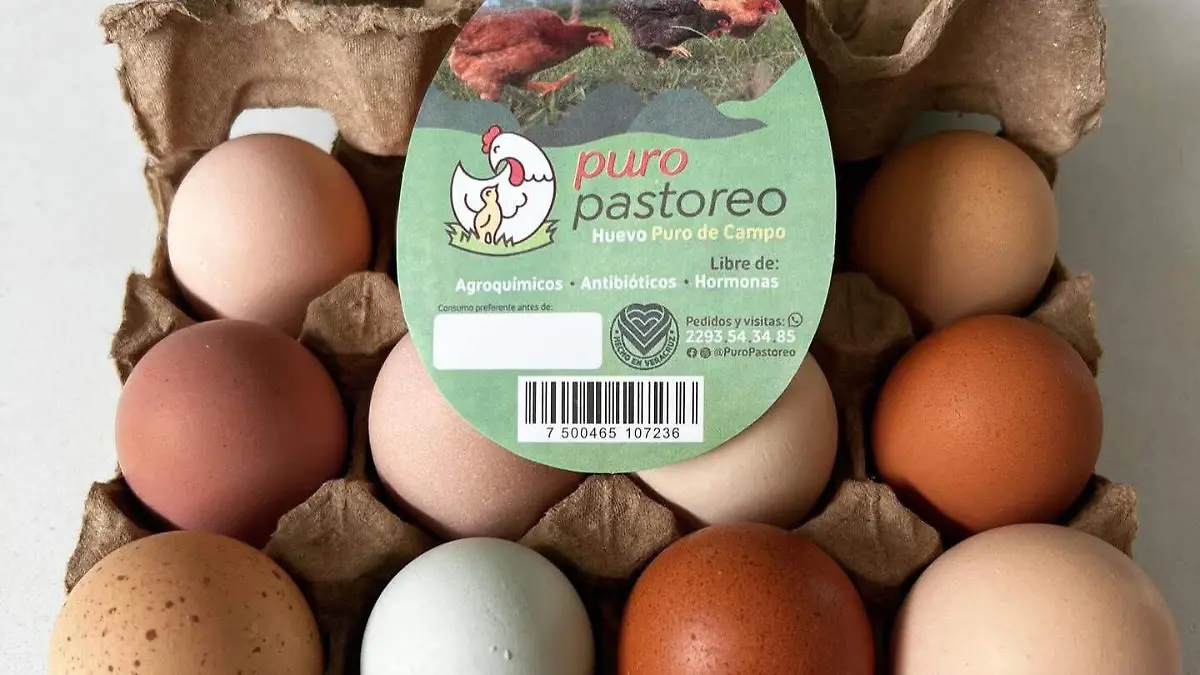 puro
pastoreo
Huevo Puro de Campo
Libre de:
Agroquímicos • Antibióticos • Hormonas
Consumo preferente antes de:
HECHO EN VERACRUZ
Pedidos y visitas:
2293 54 34 85
@PuroPastoreo
7 500465 107236